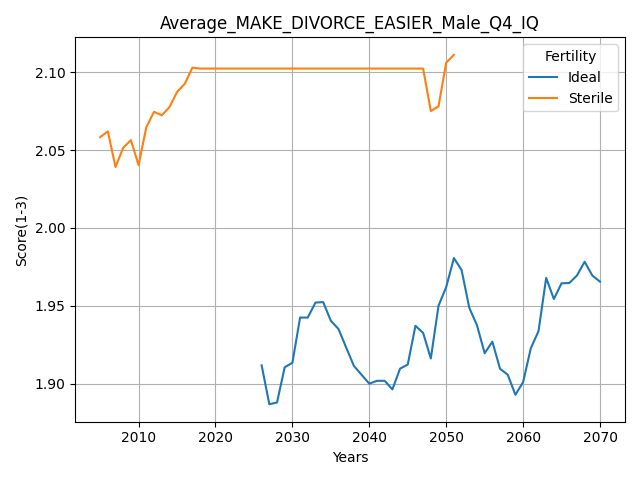 Average_MAKE_DIVORCE_EASIER_Male_Q4_IQ
Fertility
Ideal
Sterile
2.10
2.05
2.00
1.95
1.90
Score(1-3)
2010 2020 2030 2040 2050 2060 2070
Years